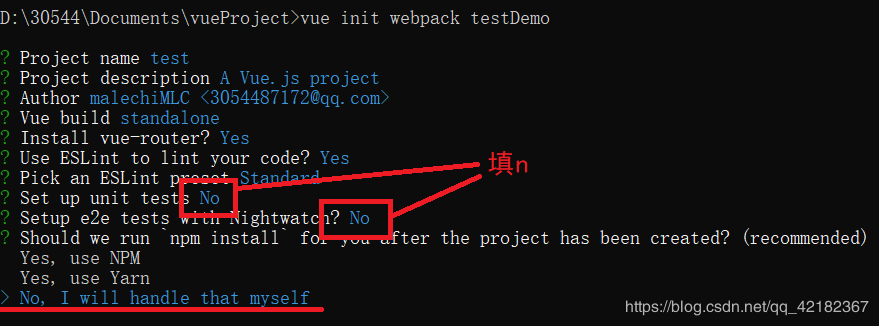 D:\30544\Documents\vueProject>vue init webpack testDemo
? Project name test
? Project description A Vue.js project
? Author malechiMLC <3054487172@qq.com>
? Vue build standalone
? Install vue-router? Yes
? Use ESLint to lint your code? Yes
? Pick an ESLint preset Standard
? Set up unit tests No
? Setup e2e tests with Nightwatch? No
填n
? Should we run `npm install` for you after the project has been created? (recommended)
Yes, use NPM
Yes, use Yarn
> No, I will handle that myself
https://blog.csdn.net/qq_42182367